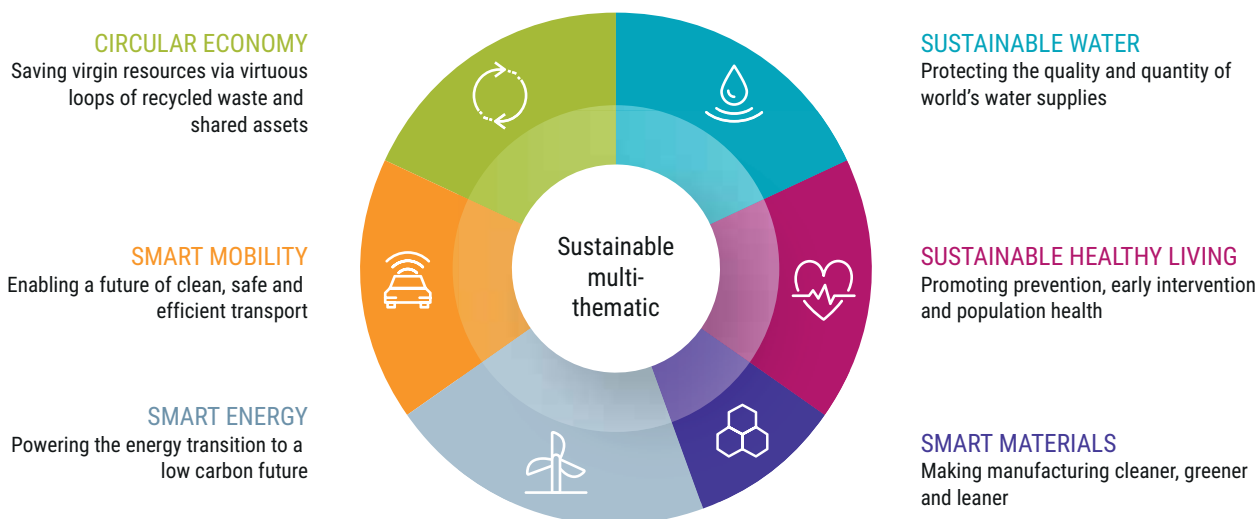 CIRCULAR ECONOMY
Saving virgin resources via virtuous
loops of recycled waste and
shared assets
SMART MOBILITY
Enabling a future of clean, safe and
efficient transport
SMART ENERGY
Powering the energy transition to a
low carbon future
Sustainable
multi-
thematic
SUSTAINABLE WATER
Protecting the quality and quantity of
world’s water supplies
SUSTAINABLE HEALTHY LIVING
Promoting prevention, early intervention
and population health
SMART MATERIALS
Making manufacturing cleaner, greener
and leaner